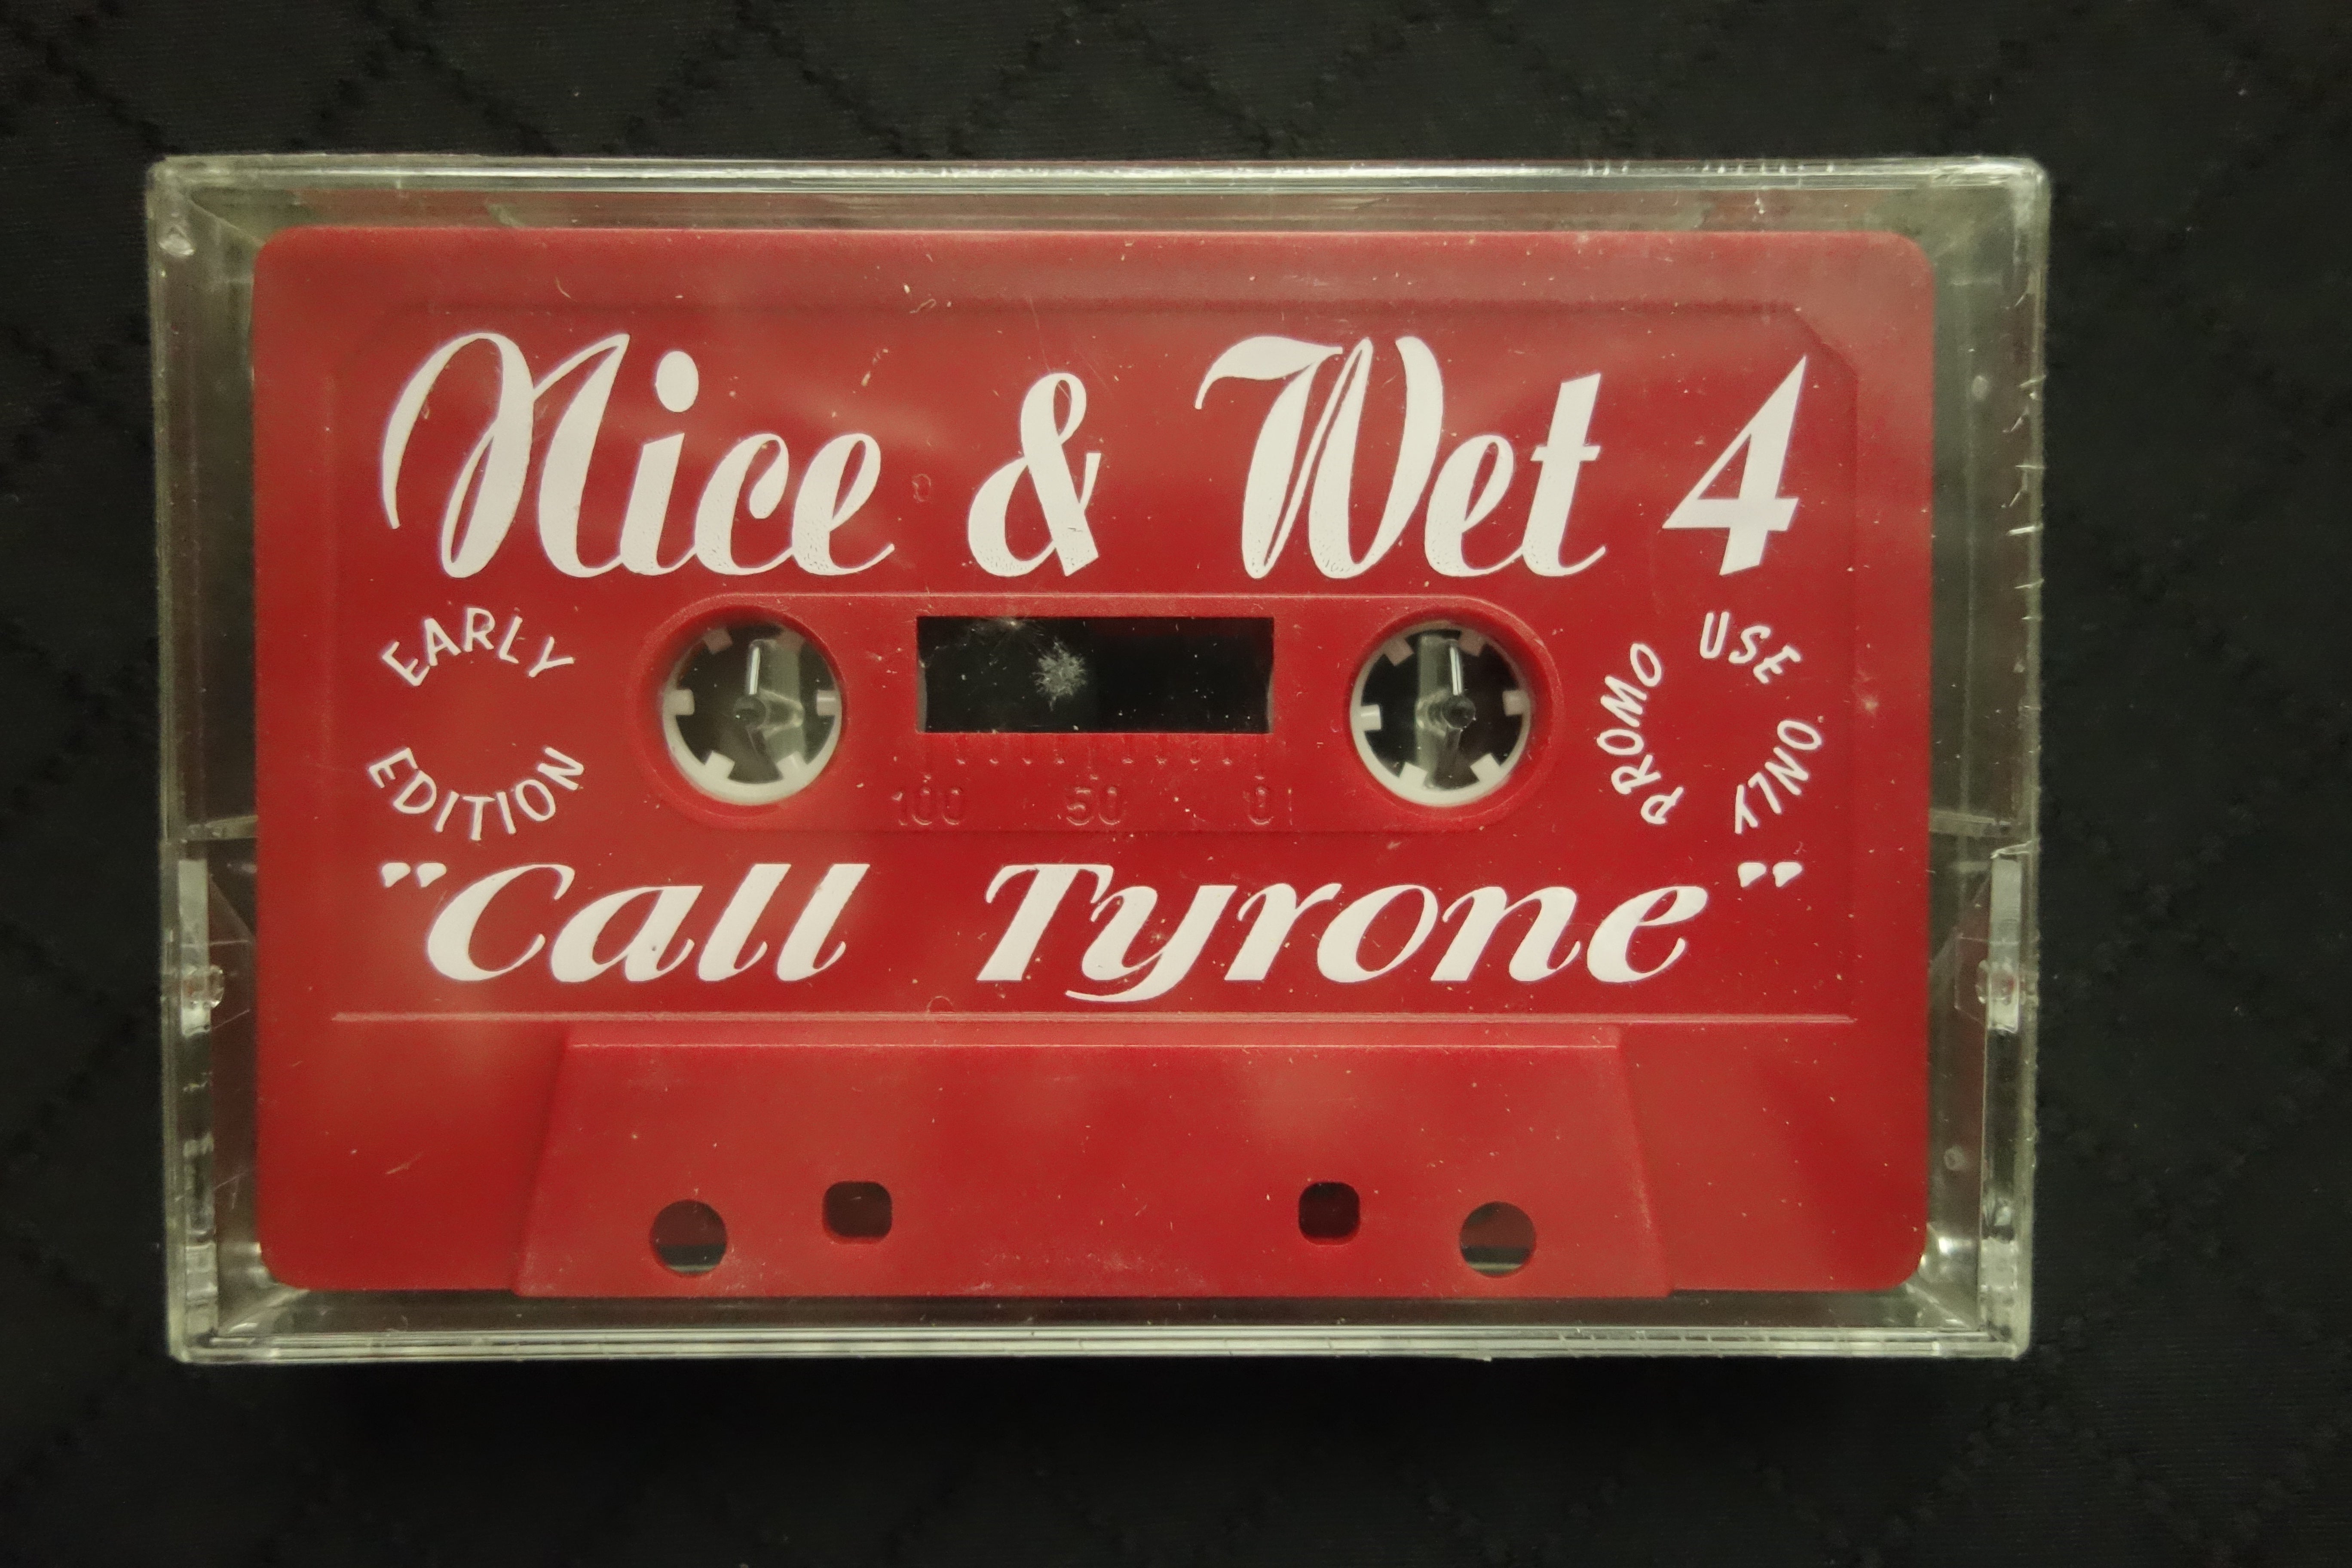 Nice & Wet 4
EARLY
EDITION
PROMO USE ONLY
100 50 0
"Call Tyrone"